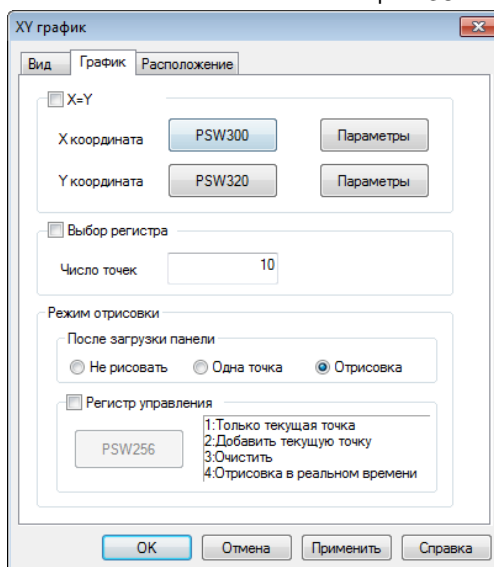 XY график
Вид График Расположение
X=Y
X координата PSW300 Параметры
Y координата PSW320 Параметры
Выбор регистра
Число точек 10
Режим отрисовки
После загрузки панели
Не рисовать Одна точка Отрисовка
Регистр управления
PSW256
1:Только текущая точка
2:Добавить текущую точку
3:Очистить
4:Отрисовка в реальном времени
OK Отмена Применить Справка